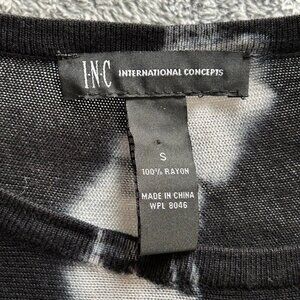 I·N·C INTERNATIONAL CONCEPTS
S
100% RAYON
MADE IN CHINA
WPL 8046